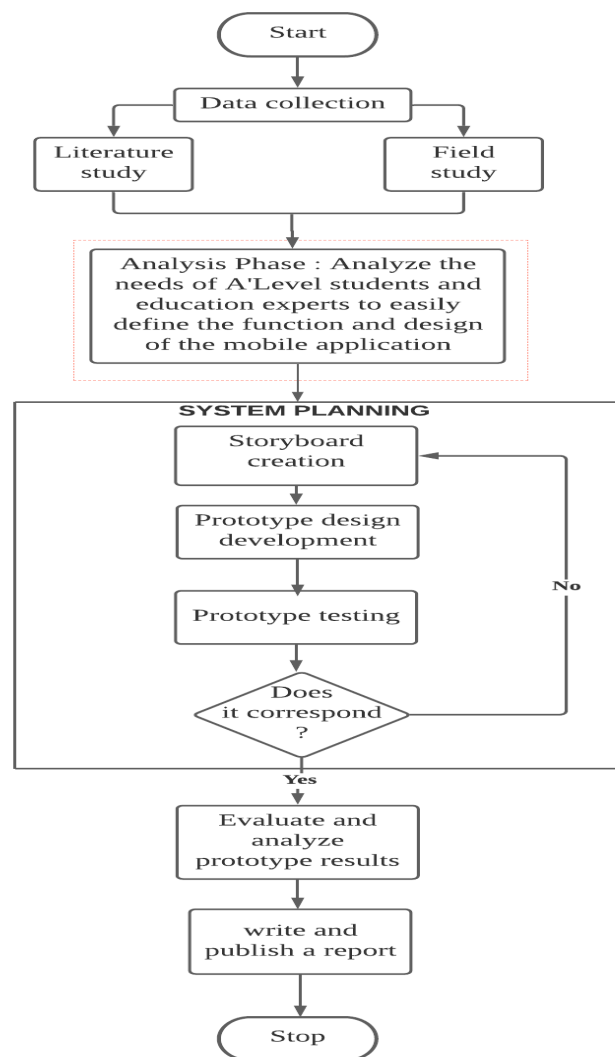 Start
Data collection
Literature
study
Field
study
Analysis Phase : Analyze the
needs of A'Level students and
education experts to easily
define the function and design
of the mobile application
SYSTEM PLANNING
Storyboard
creation
Prototype design
development
Prototype testing
No
Does
it correspond
?
Yes
Evaluate and
analyze
prototype results
write and
publish a report
Stop